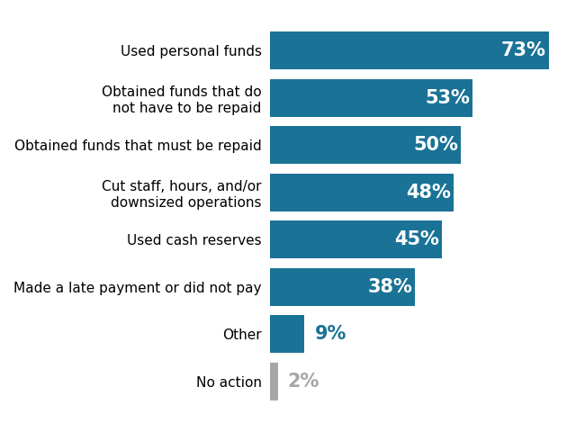 Used personal funds 73%
Obtained funds that do
not have to be repaid 53%
Obtained funds that must be repaid 50%
Cut staff, hours, and/or
downsized operations 48%
Used cash reserves 45%
Made a late payment or did not pay 38%
Other 9%
No action 2%